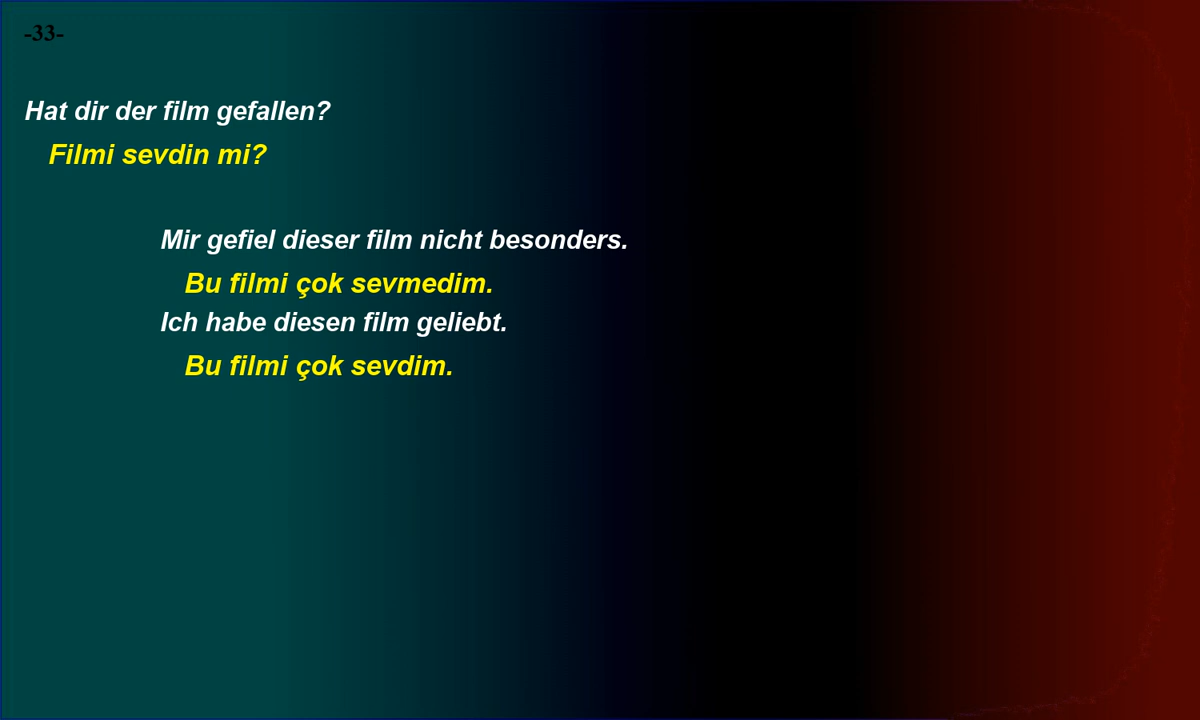 -33-
Hat dir der film gefallen?
Filmi sevdin mi?
Mir gefiel dieser film nicht besonders.
Bu filmi çok sevmedim.
Ich habe diesen film geliebt.
Bu filmi çok sevdim.